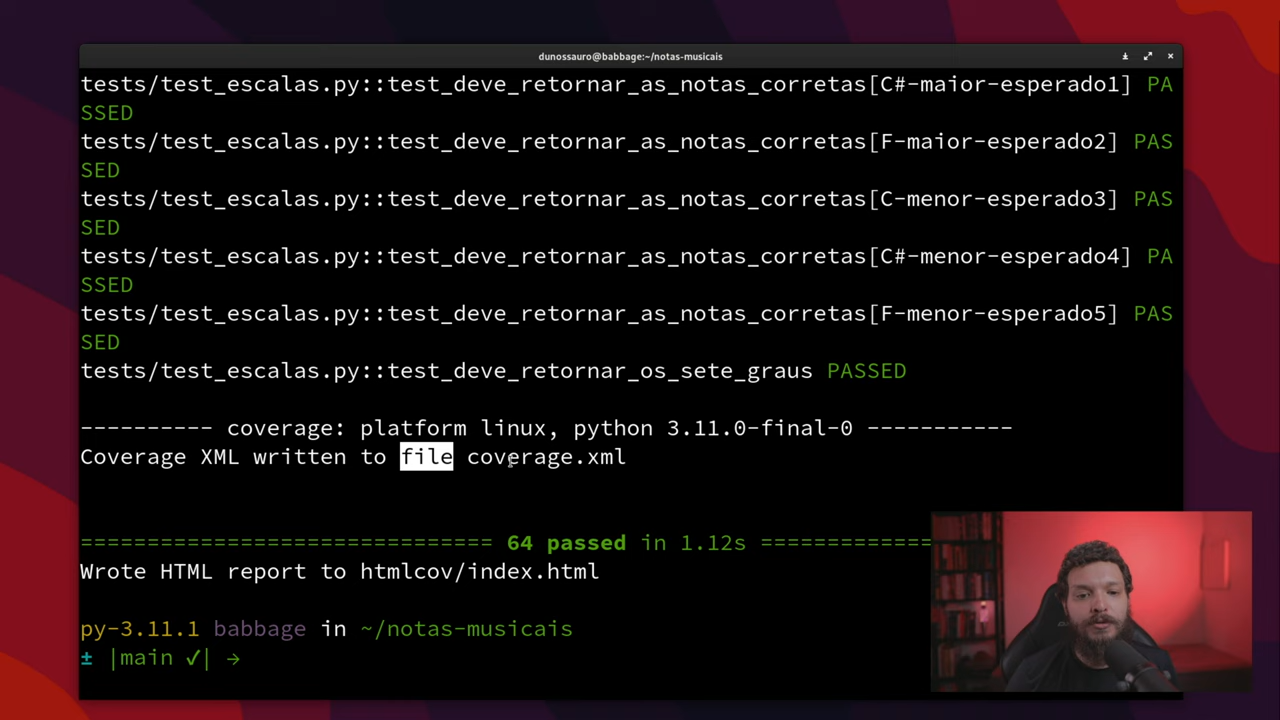 dunossauro@babbage:~/notas-musicais
tests/test_escalas.py::test_deve_retornar_as_notas_corretas[C#-maior-esperado1] PA
SSED
tests/test_escalas.py::test_deve_retornar_as_notas_corretas[F-maior-esperado2] PAS
SED
tests/test_escalas.py::test_deve_retornar_as_notas_corretas[C-menor-esperado3] PAS
SED
tests/test_escalas.py::test_deve_retornar_as_notas_corretas[C#-menor-esperado4] PA
SSED
tests/test_escalas.py::test_deve_retornar_as_notas_corretas[F-menor-esperado5] PAS
SED
tests/test_escalas.py::test_deve_retornar_os_sete_graus PASSED
---------- coverage: platform linux, python 3.11.0-final-0 -----------
Coverage XML written to file coverage.xml
=============================== 64 passed in 1.12s =============
Wrote HTML report to htmlcov/index.html
py-3.11.1 babbage in ~/notas-musicais
± |main ✓| →